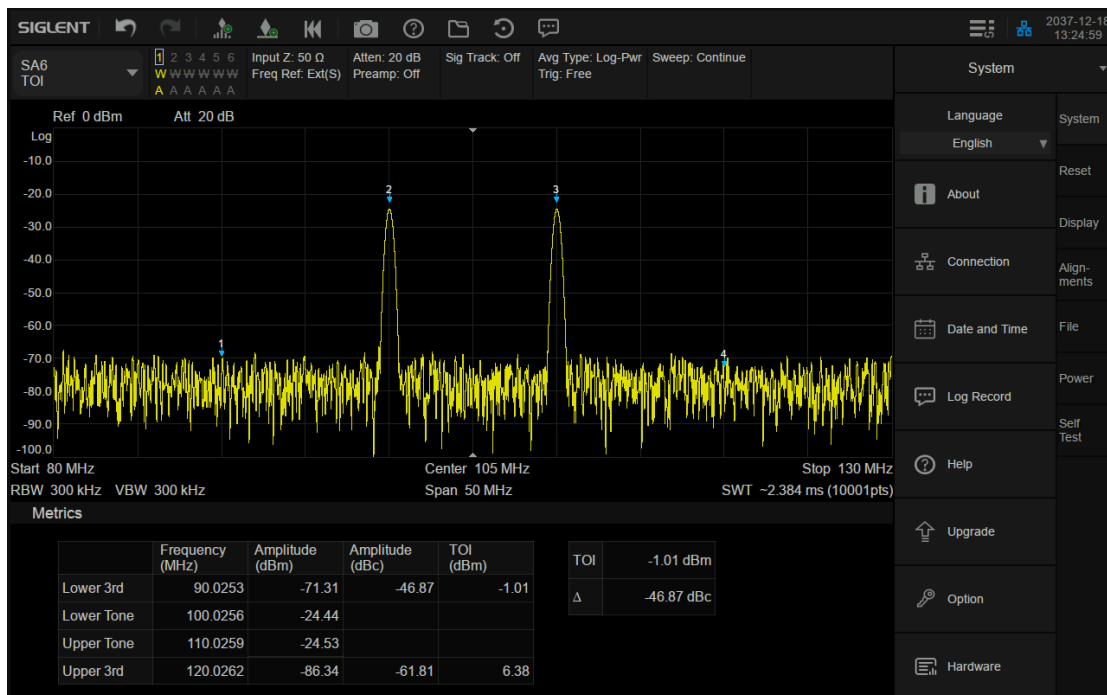 SIGLENT
2037-12-18
13:24:59
SA6
TOI
1 2 3 4 5 6
W W W W W W
A A A A A A
Input Z: 50 Ω
Freq Ref: Ext(S)
Atten: 20 dB
Preamp: Off
Sig Track: Off
Avg Type: Log-Pwr
Trig: Free
Sweep: Continue
System
Ref 0 dBm Att 20 dB
Log
-10.0
-20.0
-30.0
-40.0
-50.0
-60.0
-70.0
-80.0
-90.0
-100.0
1
2
3
4
Start 80 MHz Center 105 MHz Stop 130 MHz
RBW 300 kHz VBW 300 kHz Span 50 MHz SWT ~2.384 ms (10001pts)
Metrics
Frequency (MHz) Amplitude (dBm) Amplitude (dBc) TOI (dBm)
Lower 3rd 90.0253 -71.31 -46.87 -1.01
Lower Tone 100.0256 -24.44
Upper Tone 110.0259 -24.53
Upper 3rd 120.0262 -86.34 -61.81 6.38
TOI -1.01 dBm
Δ -46.87 dBc
Language
English
About
Connection
Date and Time
Log Record
Help
Upgrade
Option
Hardware
System
Reset
Display
Align-
ments
File
Power
Self
Test